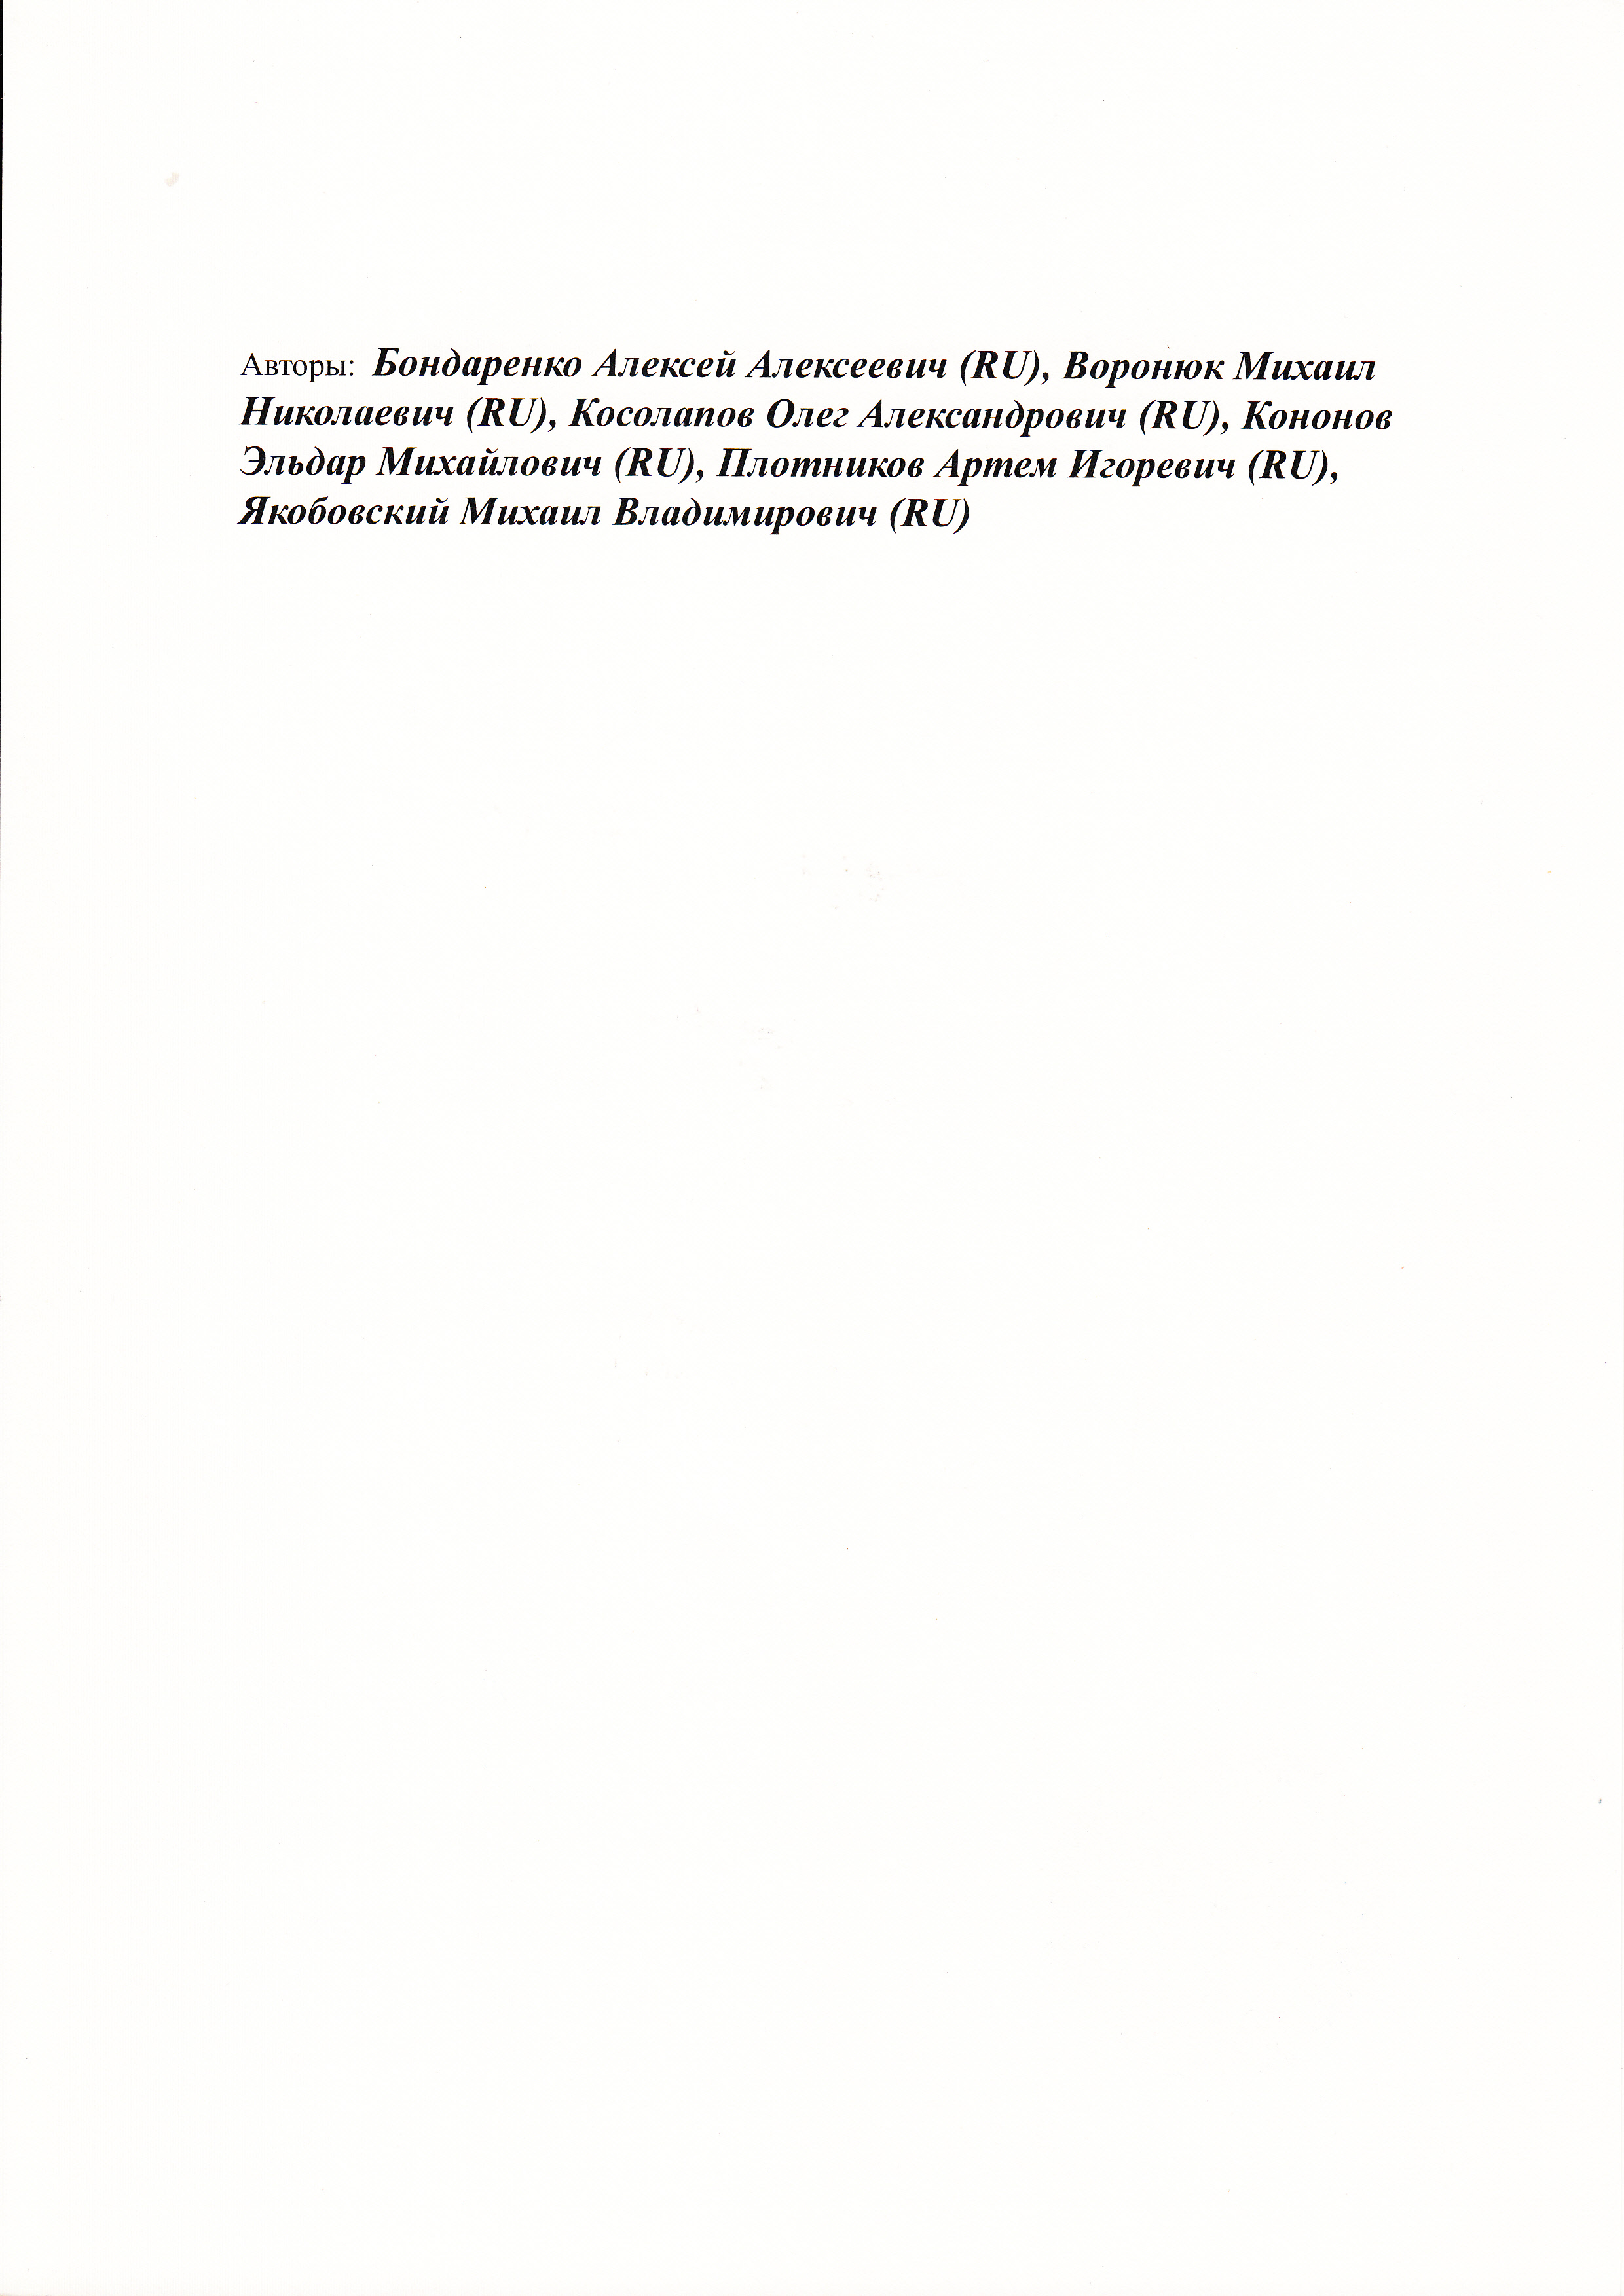 Авторы: Бондаренко Алексей Алексеевич (RU), Воронюк Михаил
Николаевич (RU), Косолапов Олег Александрович (RU), Кононов
Эльдар Михайлович (RU), Плотников Артем Игоревич (RU),
Якобовский Михаил Владимирович (RU)